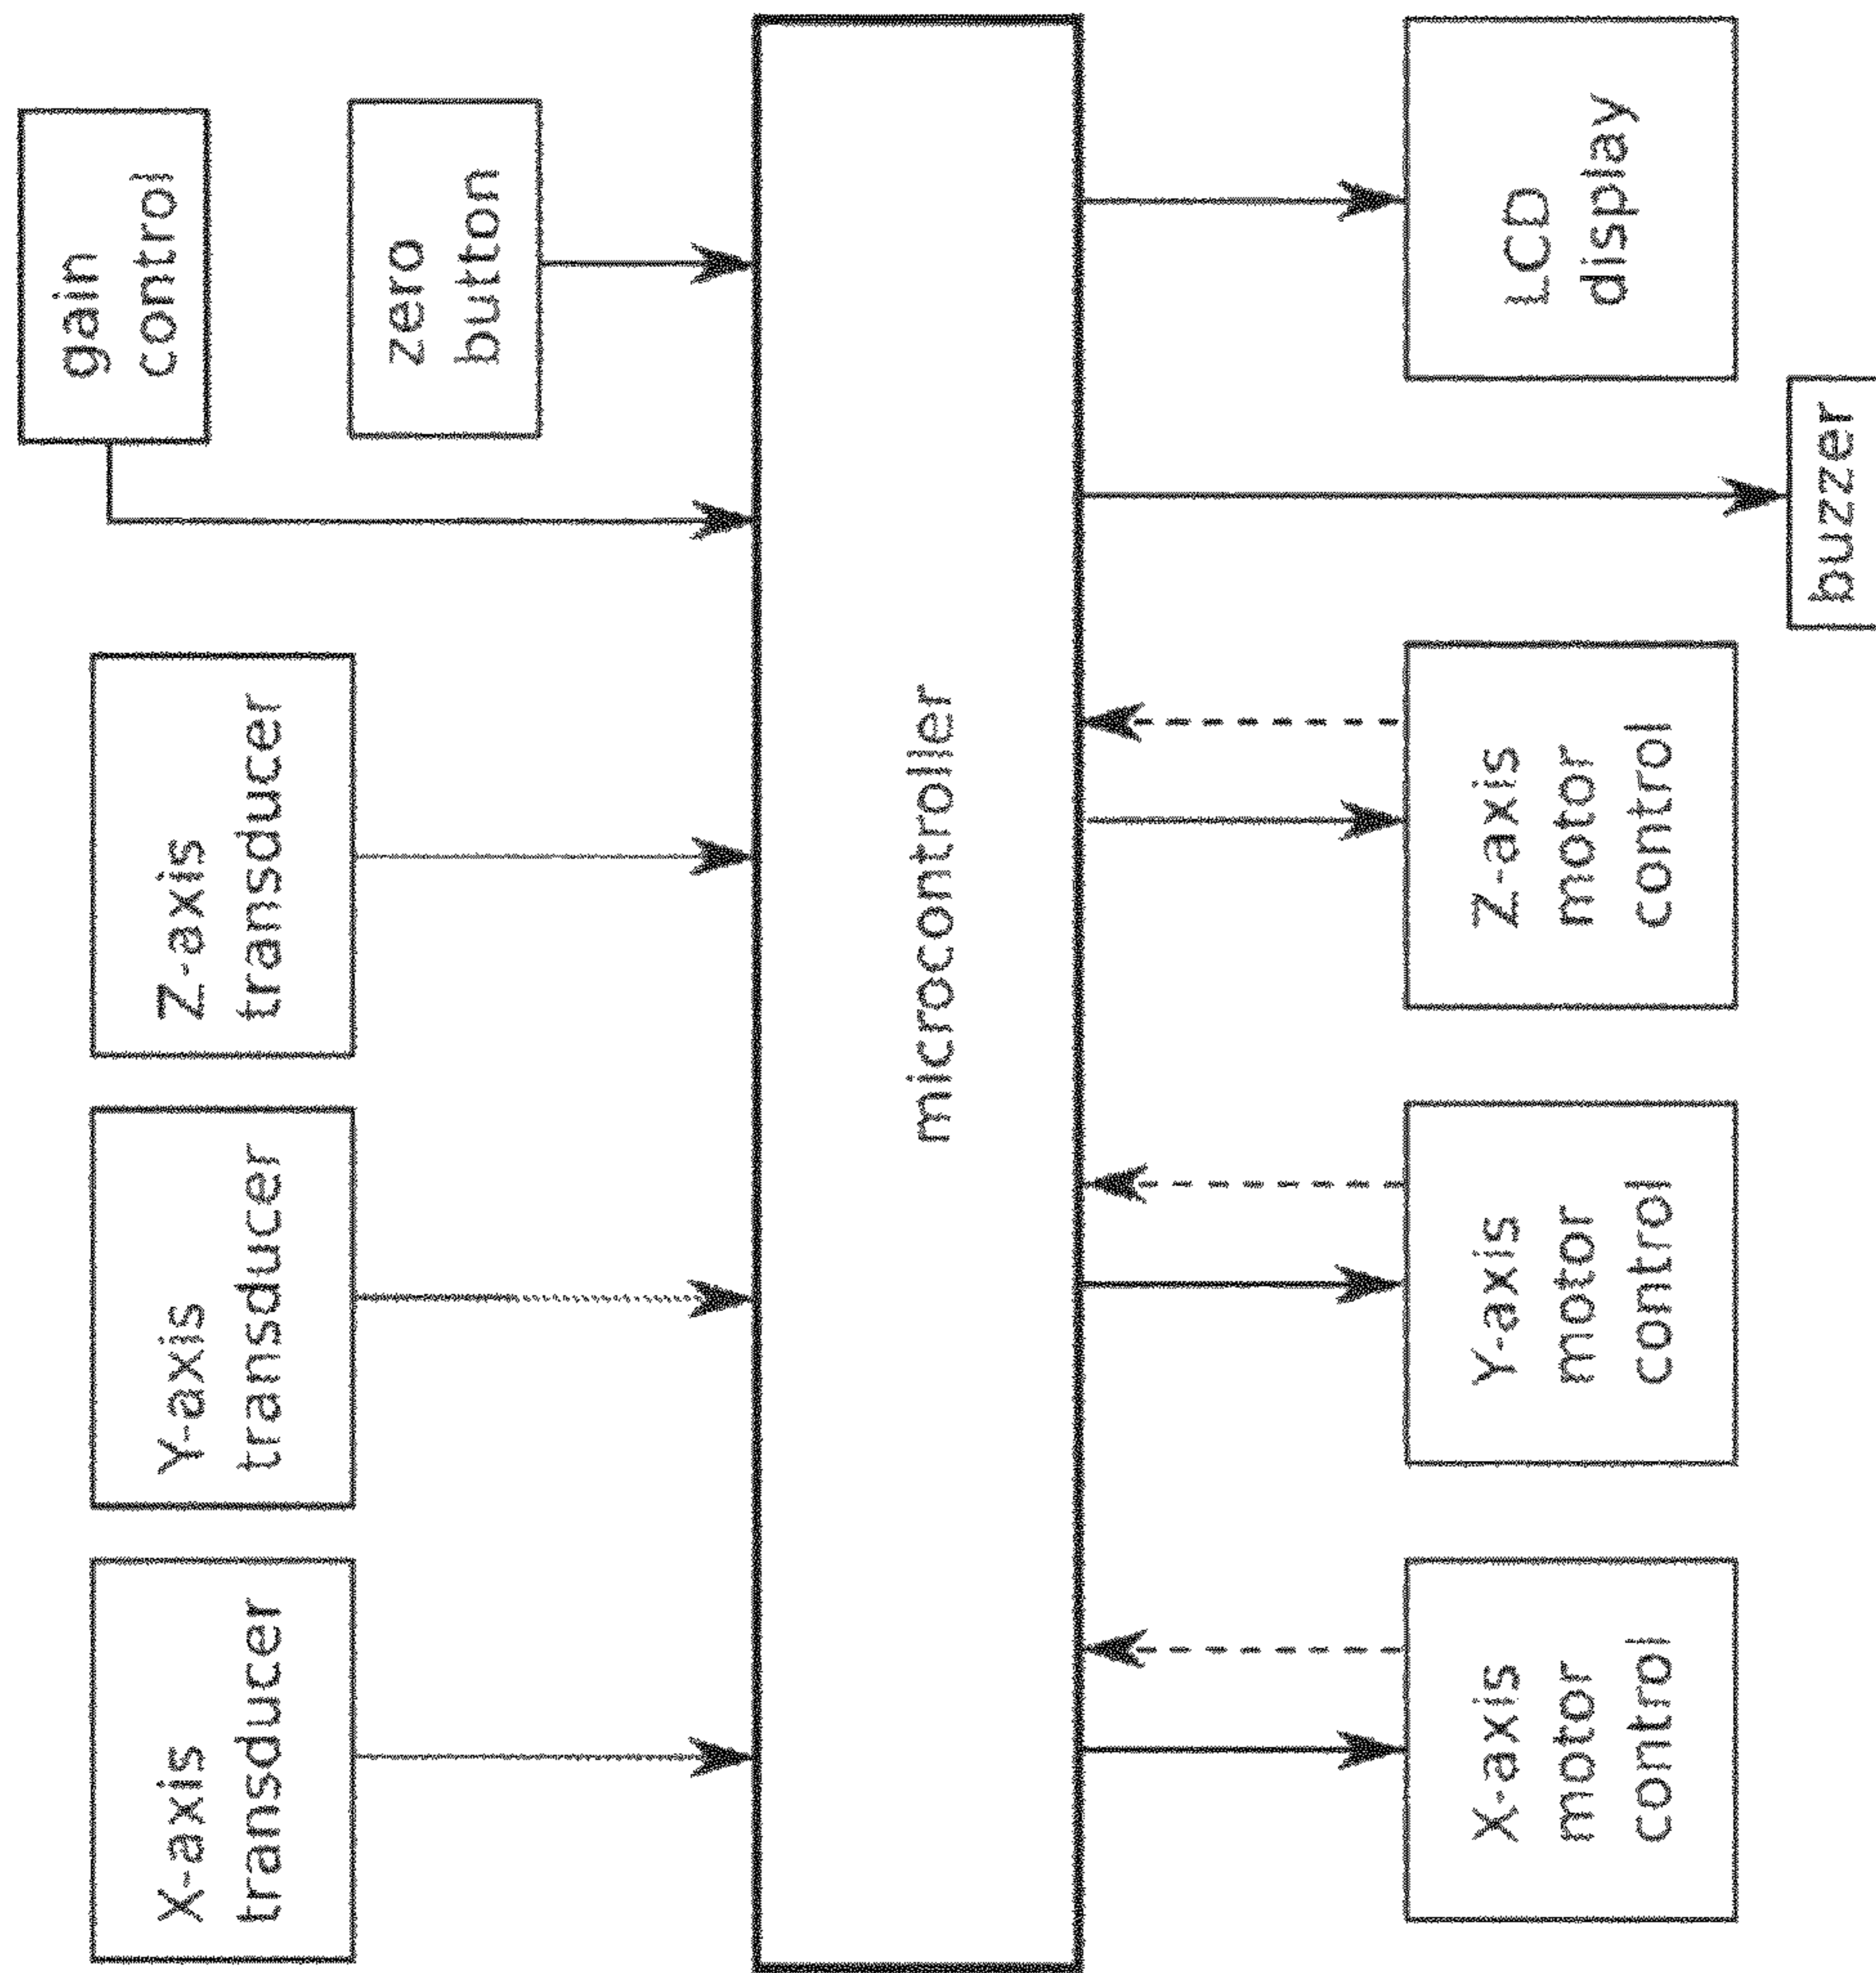 gain
control
zero
button
X-axis
transducer
Y-axis
transducer
Z-axis
transducer
microcontroller
X-axis
motor
control
Y-axis
motor
control
Z-axis
motor
control
LCD
display
buzzer